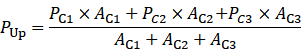 P_Up = (P_C1 × A_C1 + P_C2 × A_C2 + P_C3 × A_C3) / (A_C1 + A_C2 + A_C3)